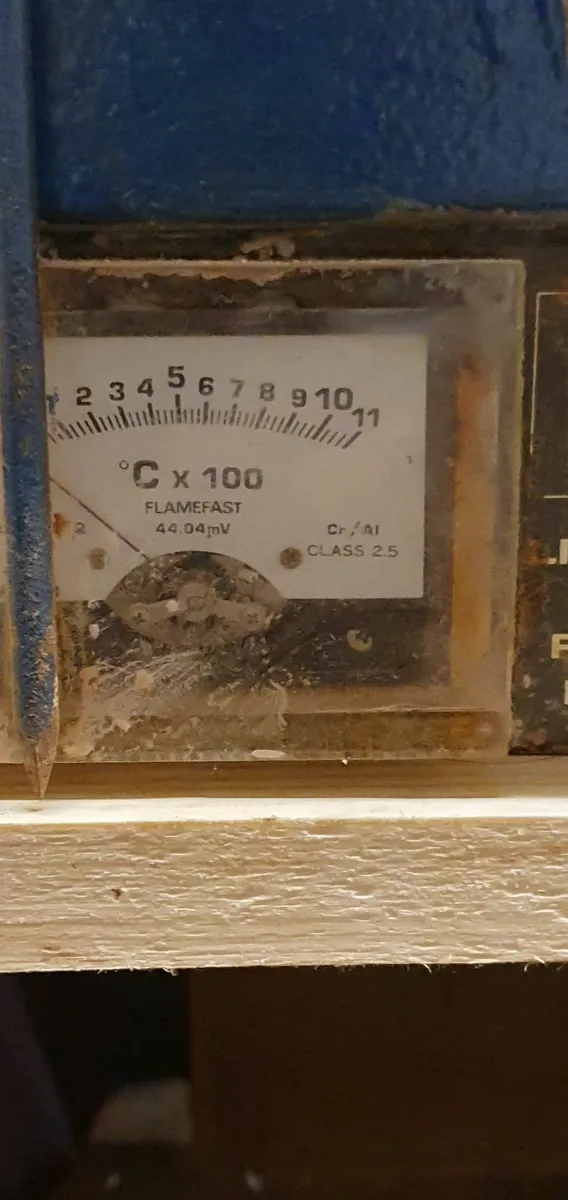 1 2 3 4 5 6 7 8 9 10 11
°C x 100
FLAMEFAST
2 44.04mV Cr/Al
CLASS 2.5